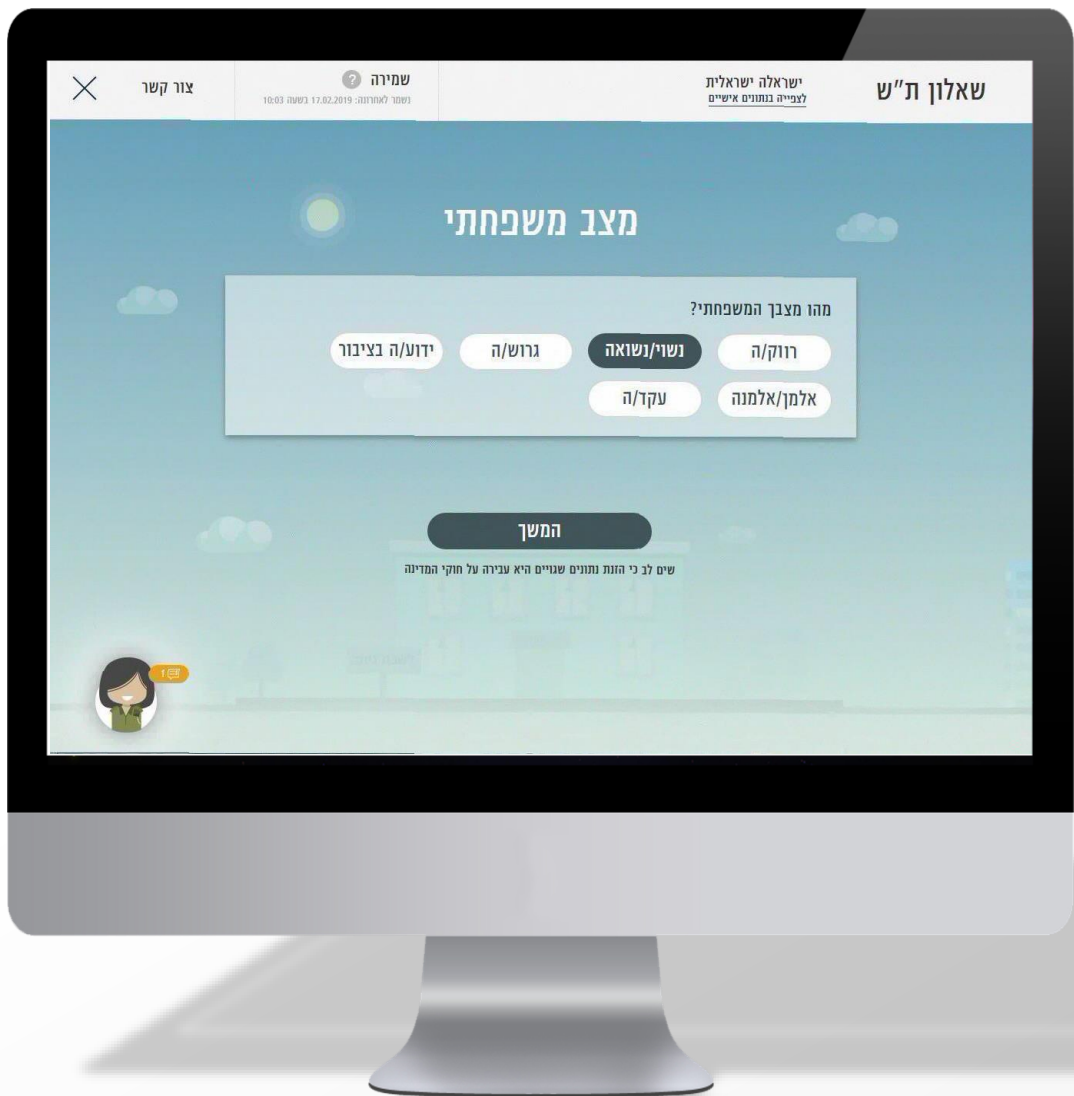 שאלון ת"ש
ישראלה ישראלית
לצפייה בנתונים אישיים
שמירה ?
נשמר לאחרונה: 17.02.2019 בשעה 10:03
צור קשר
מצב משפחתי
מהו מצבך המשפחתי?
רווק/ה
נשוי/נשואה
גרוש/ה
ידוע/ה בציבור
אלמן/אלמנה
עקד/ה
המשך
שים לב כי הזנת נתונים שגויים היא עבירה על חוקי המדינה